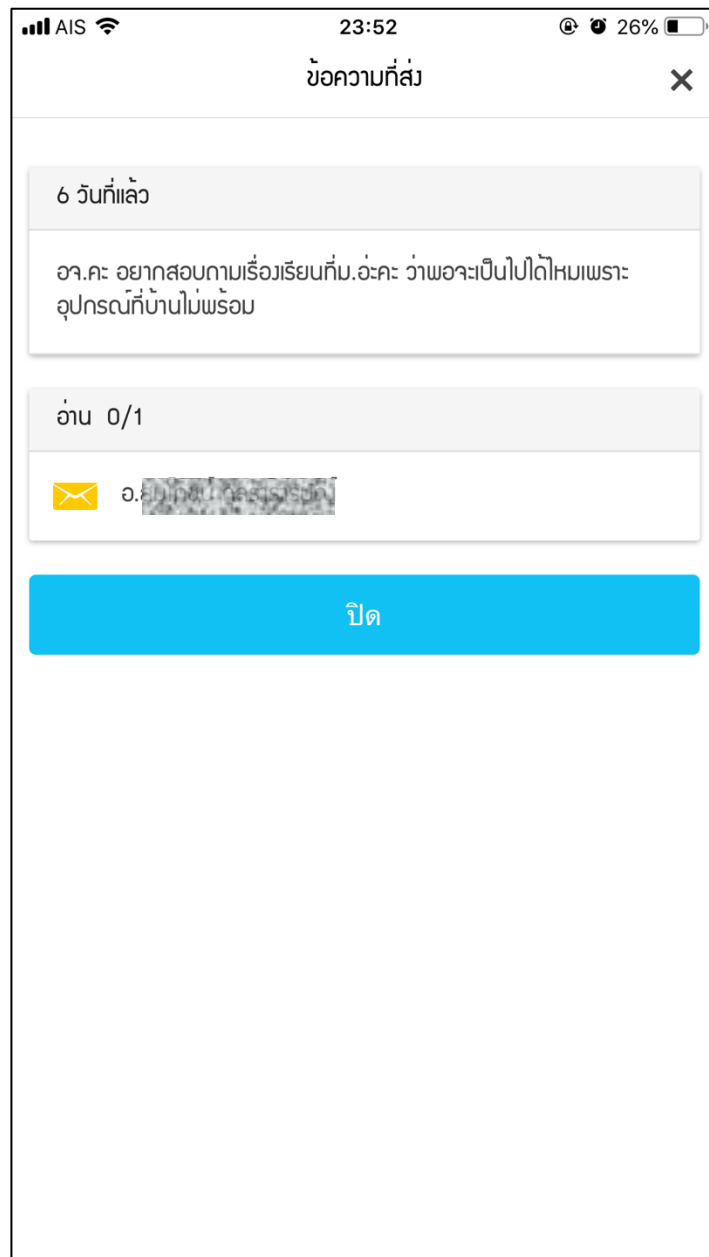 AIS 23:52 26%
ข้อความที่ส่ง
6 วันที่แล้ว
อจ.คะ อยากสอบถามเรื่องเรียนที่ม.อ่ะคะ ว่าพอจะเป็นไปได้ไหมเพราะ
อุปกรณ์ที่บ้านไม่พร้อม
อ่าน 0/1
อ.
ปิด